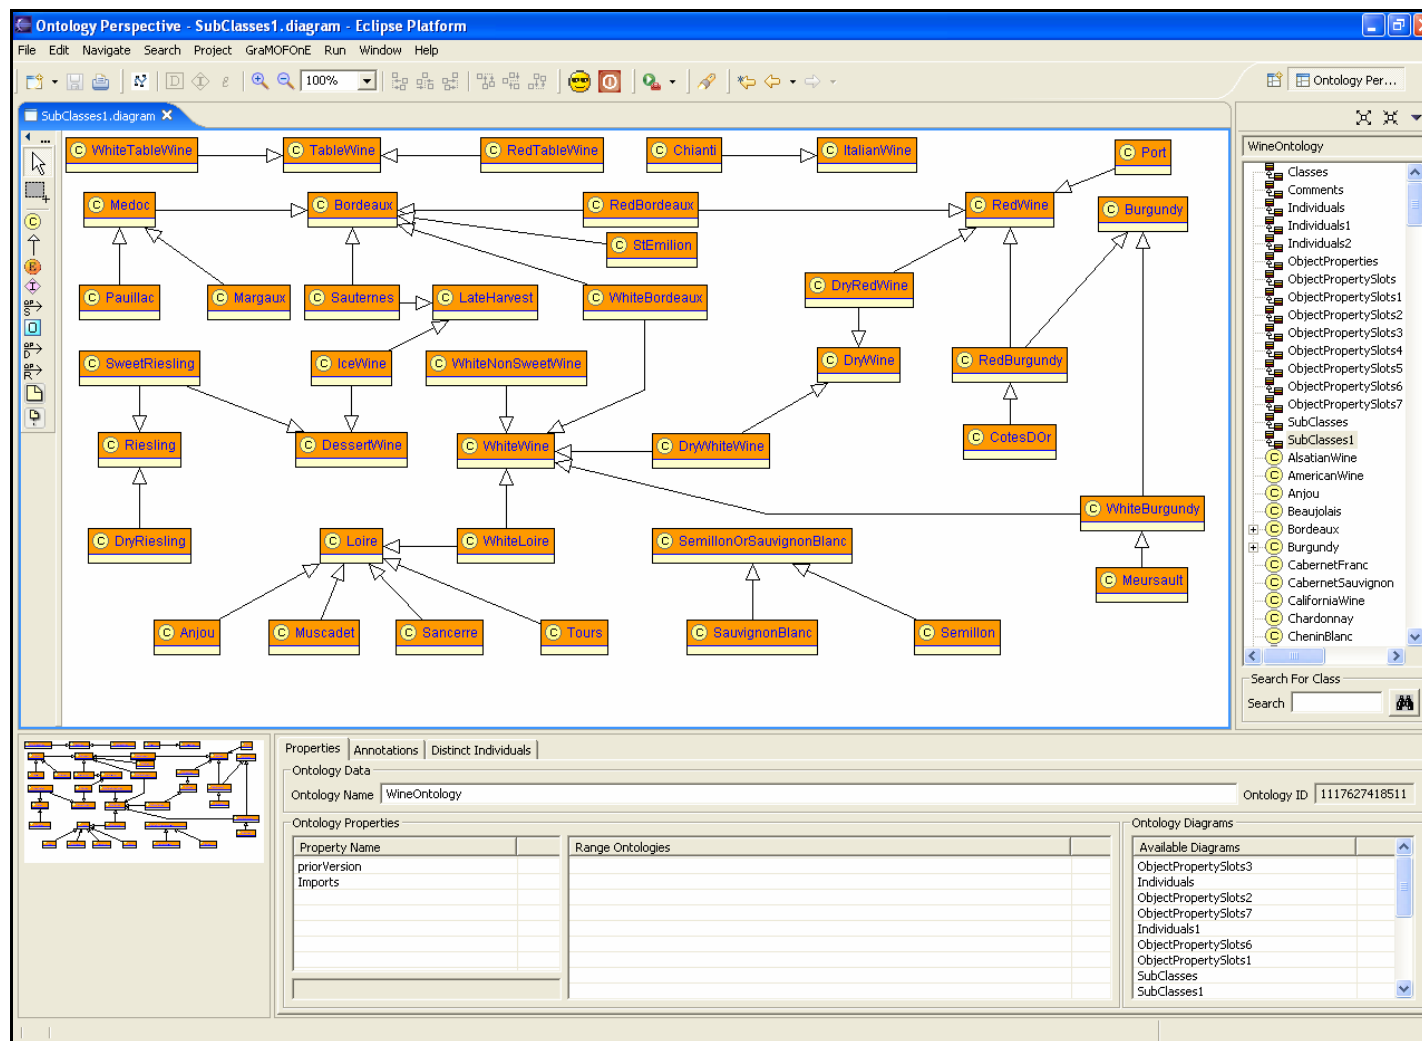 Ontology Perspective - SubClasses1.diagram - Eclipse Platform
File Edit Navigate Search Project GraMOFOnE Run Window Help
100%
Ontology Per...
SubClasses1.diagram
WhiteTableWine TableWine RedTableWine Chianti ItalianWine Port
Medoc Bordeaux RedBordeaux RedWine Burgundy
StEmilion
Pauillac Margaux Sauternes LateHarvest WhiteBordeaux DryRedWine
SweetRiesling IceWine WhiteNonSweetWine DryWine RedBurgundy
Riesling DessertWine WhiteWine DryWhiteWine CotesDOr
WhiteBurgundy
DryRiesling Loire WhiteLoire SemillonOrSauvignonBlanc
Meursault
Anjou Muscadet Sancerre Tours SauvignonBlanc Semillon
WineOntology
Classes
Comments
Individuals
Individuals1
Individuals2
ObjectProperties
ObjectPropertySlots
ObjectPropertySlots1
ObjectPropertySlots2
ObjectPropertySlots3
ObjectPropertySlots4
ObjectPropertySlots5
ObjectPropertySlots6
ObjectPropertySlots7
SubClasses
SubClasses1
AlsatianWine
AmericanWine
Anjou
Beaujolais
Bordeaux
Burgundy
CabernetFranc
CabernetSauvignon
CaliforniaWine
Chardonnay
CheninBlanc
Search For Class
Search
Properties Annotations Distinct Individuals
Ontology Data
Ontology Name WineOntology Ontology ID 1117627418511
Ontology Properties
Property Name Range Ontologies
priorVersion
Imports
Ontology Diagrams
Available Diagrams
ObjectPropertySlots3
Individuals
ObjectPropertySlots2
ObjectPropertySlots7
Individuals1
ObjectPropertySlots6
ObjectPropertySlots1
SubClasses
SubClasses1